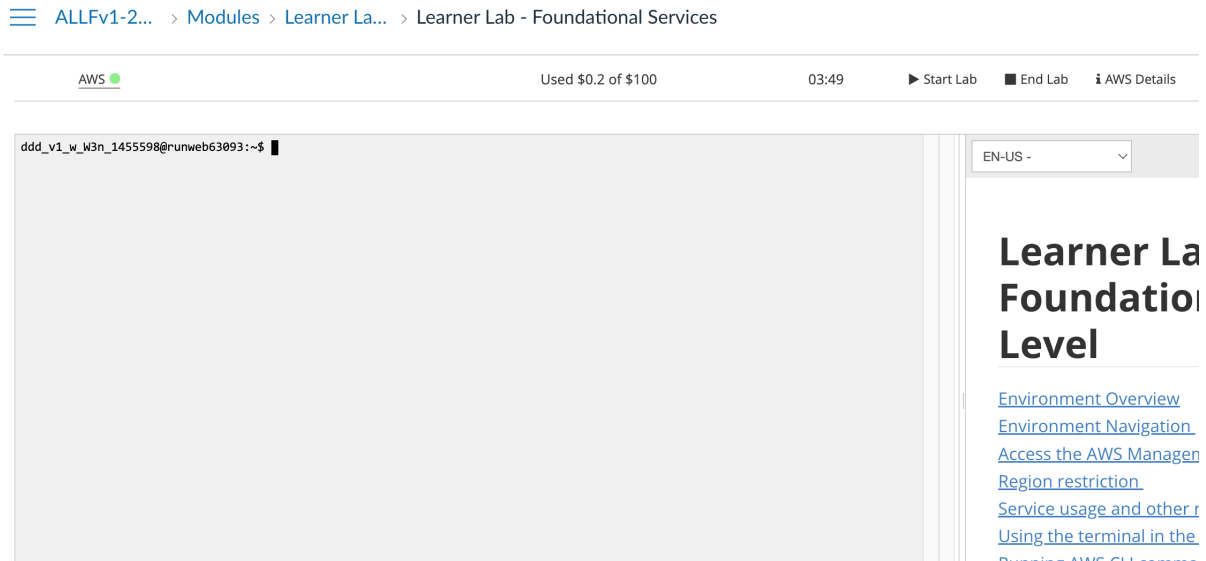 ALLFv1-2... > Modules > Learner La... > Learner Lab - Foundational Services
AWS Used $0.2 of $100 03:49 Start Lab End Lab AWS Details
ddd_v1_w_W3n_1455598@runweb63093:~$
EN-US -
Learner La
Foundation
Level
Environment Overview
Environment Navigation
Access the AWS Managem
Region restriction
Service usage and other r
Using the terminal in the